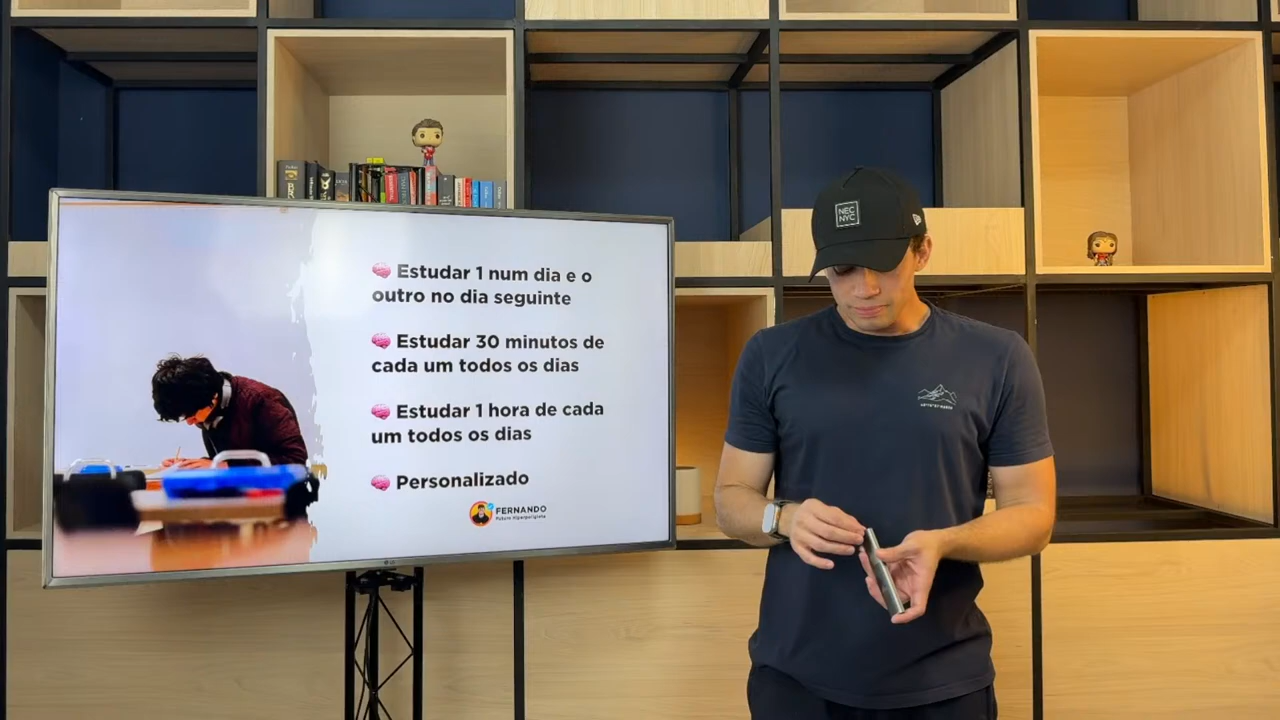 🧠 Estudar 1 num dia e o
outro no dia seguinte
🧠 Estudar 30 minutos de
cada um todos os dias
🧠 Estudar 1 hora de cada
um todos os dias
🧠 Personalizado
FERNANDO
NEC
NYC
LG